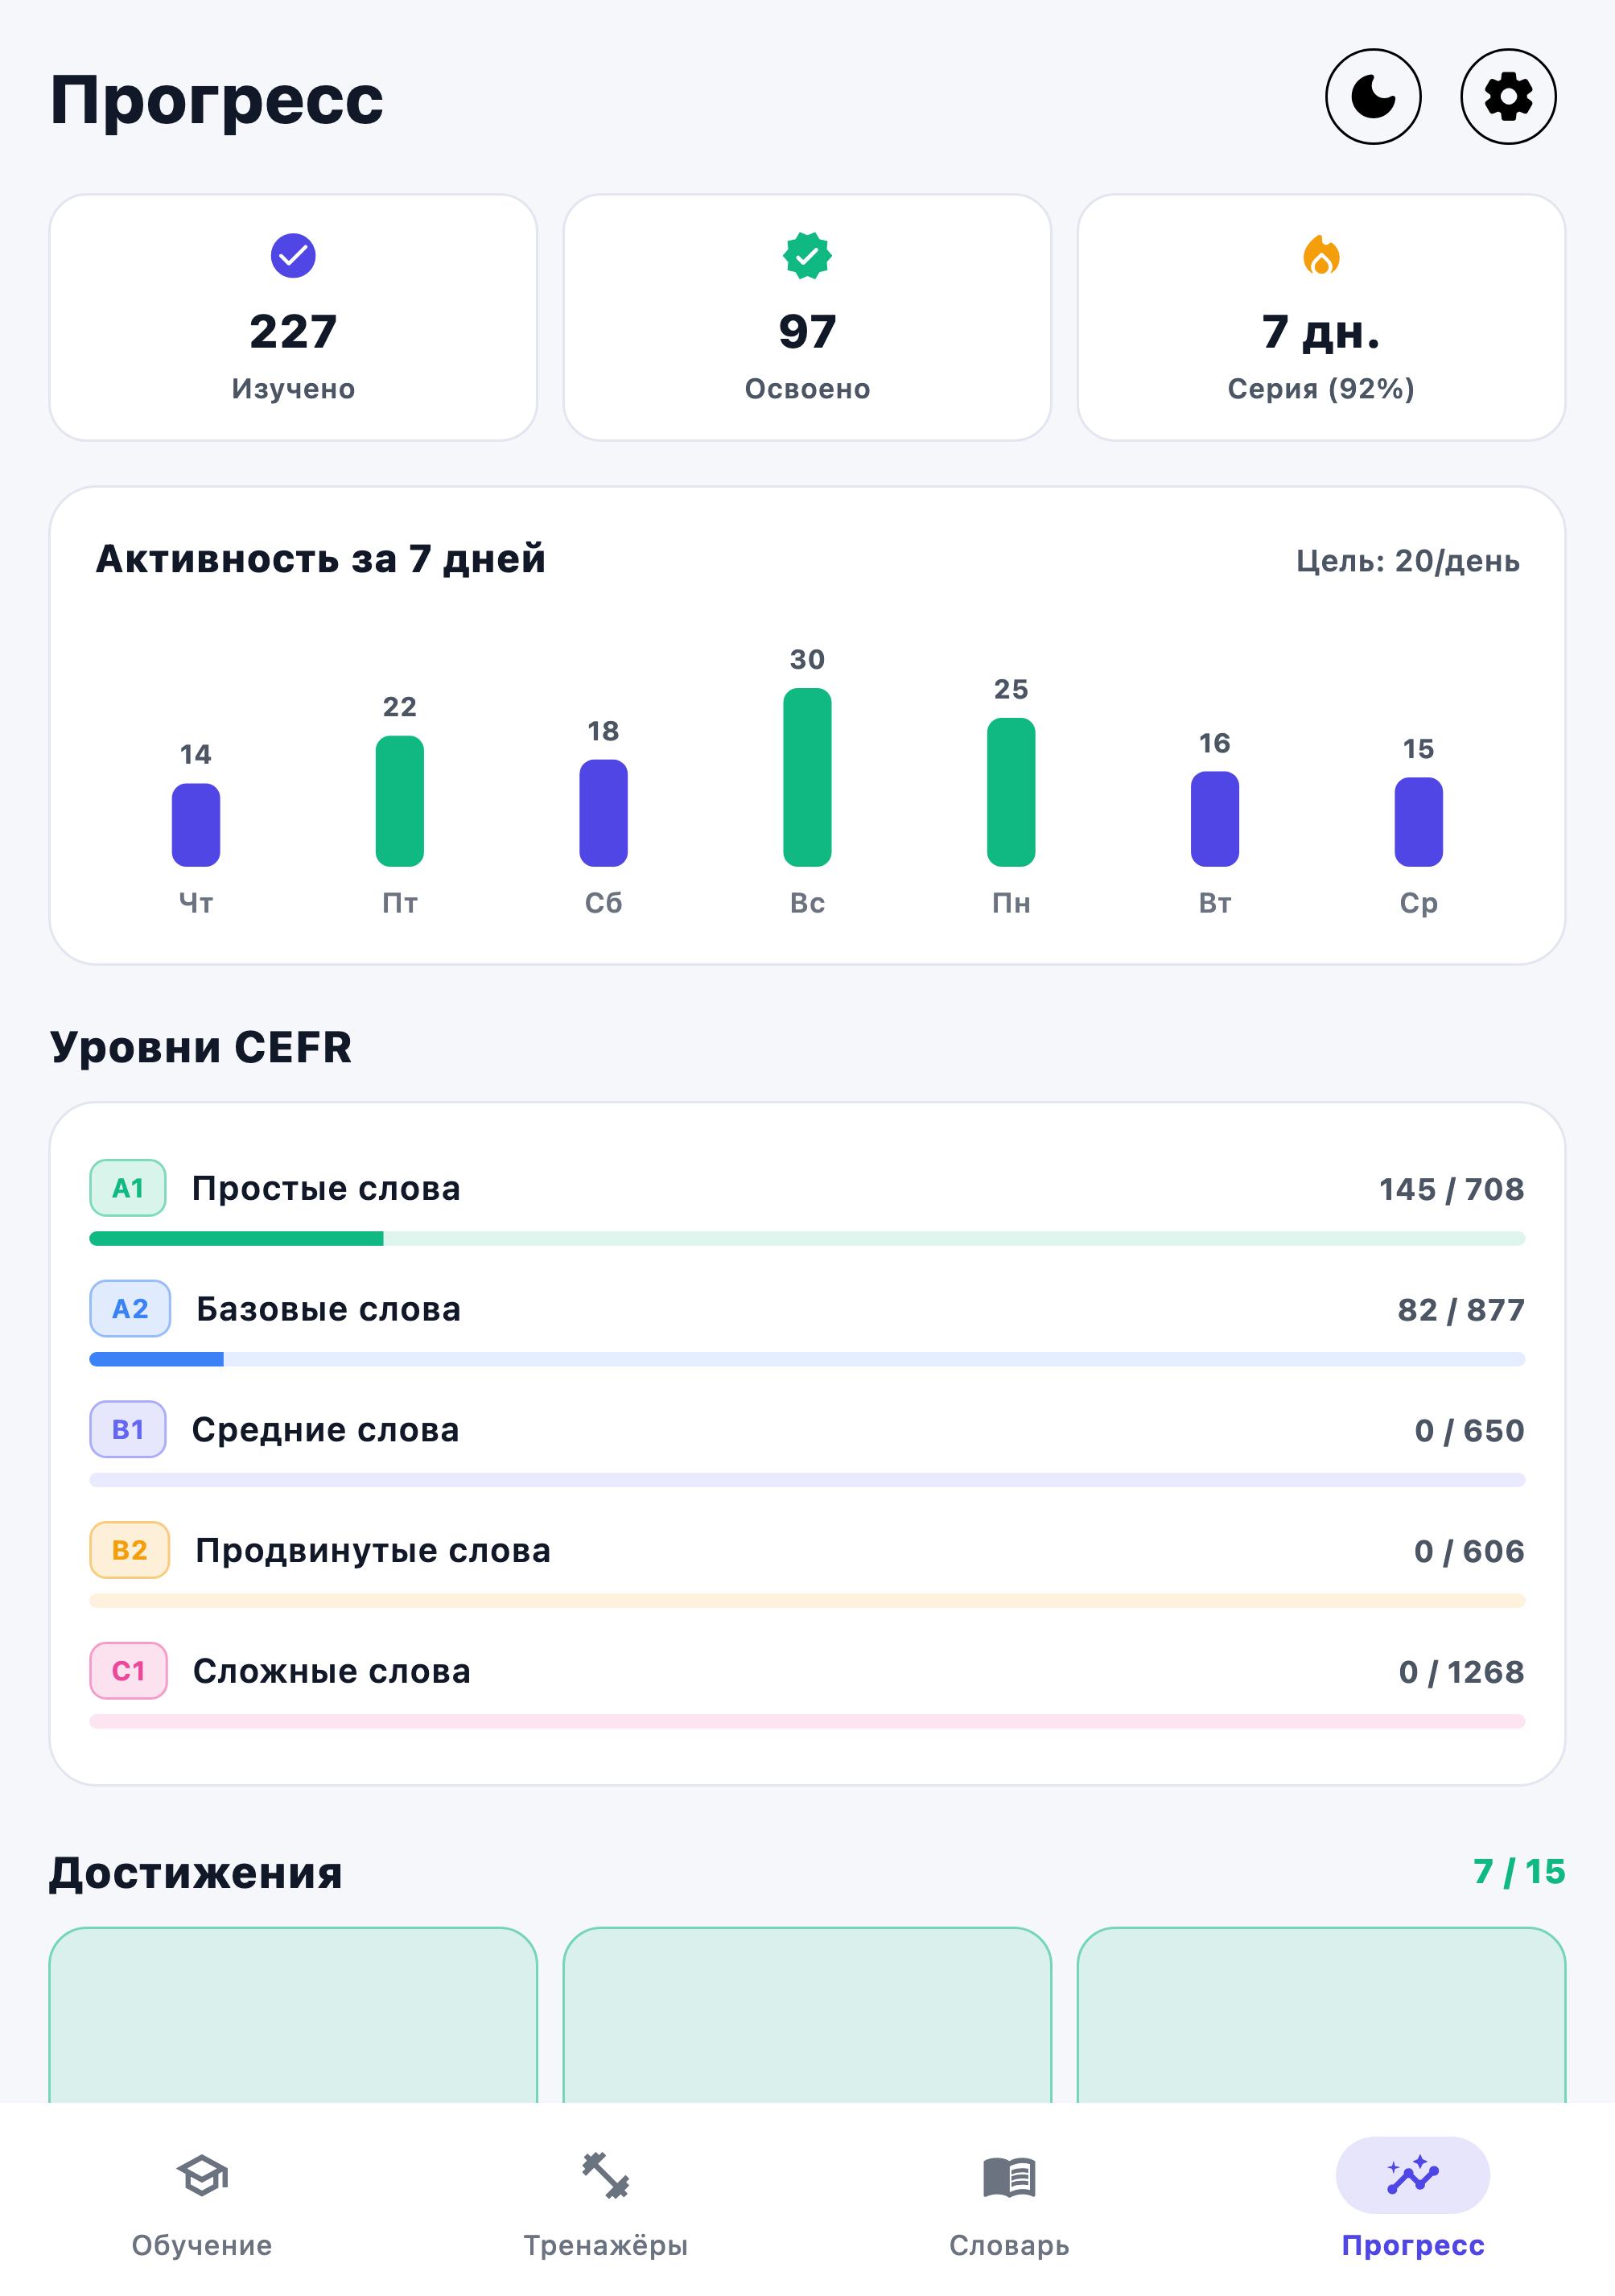 Прогресс
227
Изучено
97
Освоено
7 дн.
Серия (92%)
Активность за 7 дней
Цель: 20/день
14
22
18
30
25
16
15
Чт
Пт
Сб
Вс
Пн
Вт
Ср
Уровни CEFR
A1 Простые слова 145 / 708
A2 Базовые слова 82 / 877
B1 Средние слова 0 / 650
B2 Продвинутые слова 0 / 606
C1 Сложные слова 0 / 1268
Достижения 7 / 15
Обучение
Тренажёры
Словарь
Прогресс